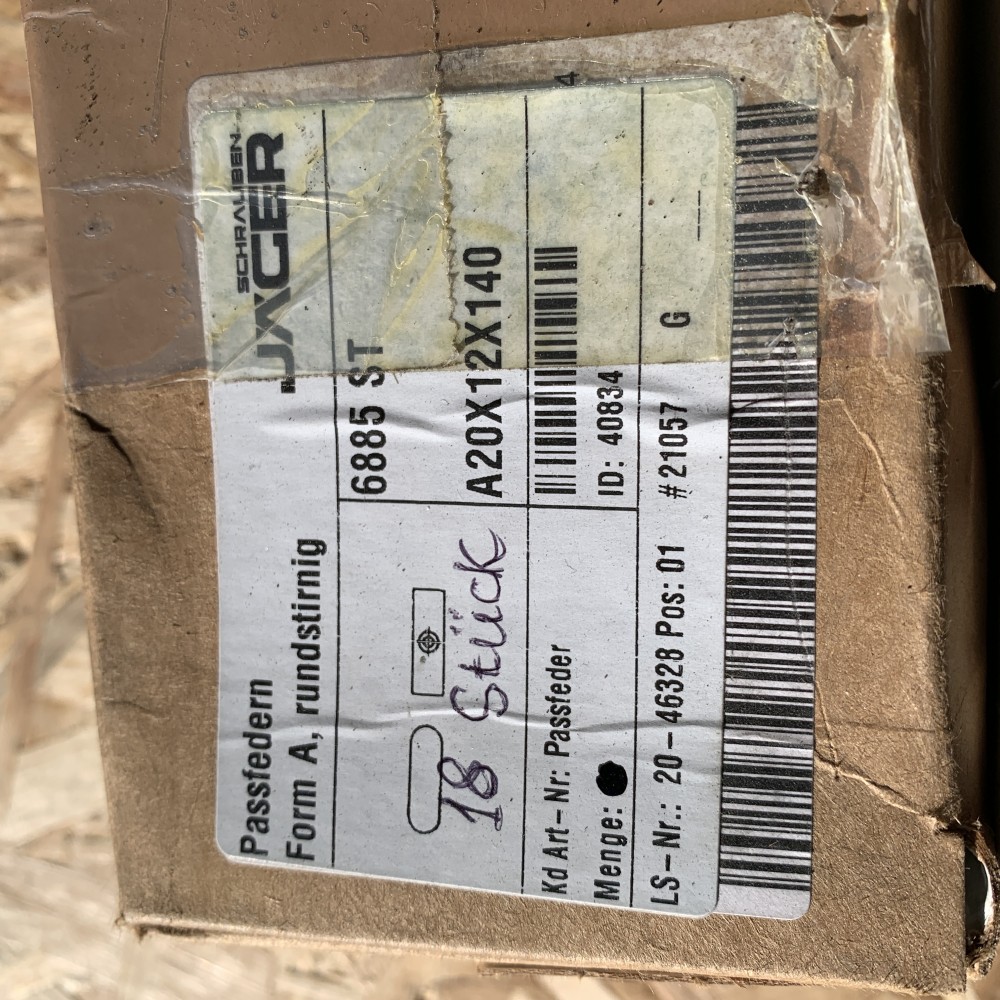 Passfedern
Form A, rundstirnig
SCHRAUBEN
JÄGER
6885 ST
A20X12X140
18 Stück
Kd Art-Nr: Passfeder
Menge:
ID: 40834
LS-Nr.: 20-46328 Pos: 01 #21057 G ---
4